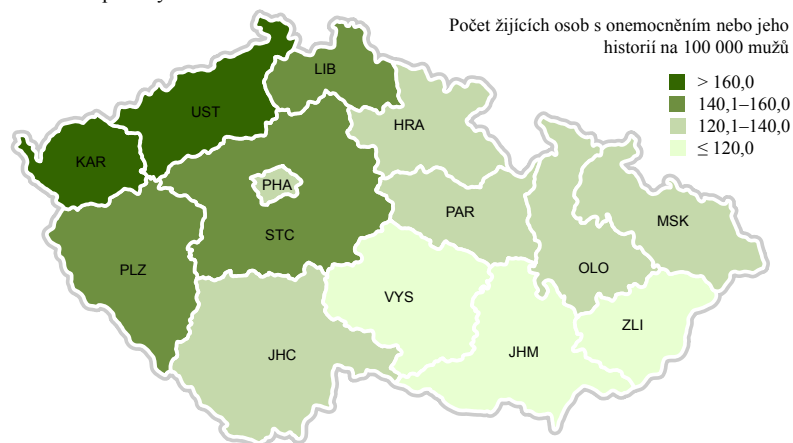 Počet žijících osob s onemocněním nebo jeho
historií na 100 000 mužů
> 160,0
140,1–160,0
120,1–140,0
≤ 120,0
LIB
UST
HRA
KAR
PHA
PAR
MSK
STC
PLZ
OLO
VYS
ZLI
JHC
JHM